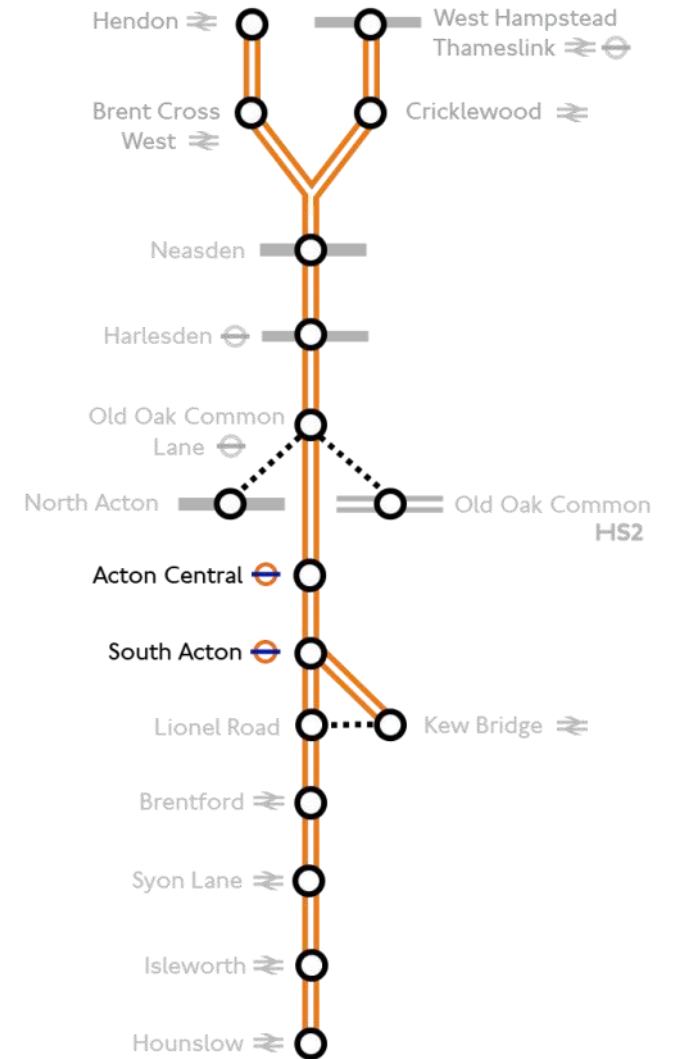 Hendon
West Hampstead
Thameslink
Brent Cross
West
Cricklewood
Neasden
Harlesden
Old Oak Common
Lane
North Acton
Old Oak Common
HS2
Acton Central
South Acton
Lionel Road
Kew Bridge
Brentford
Syon Lane
Isleworth
Hounslow